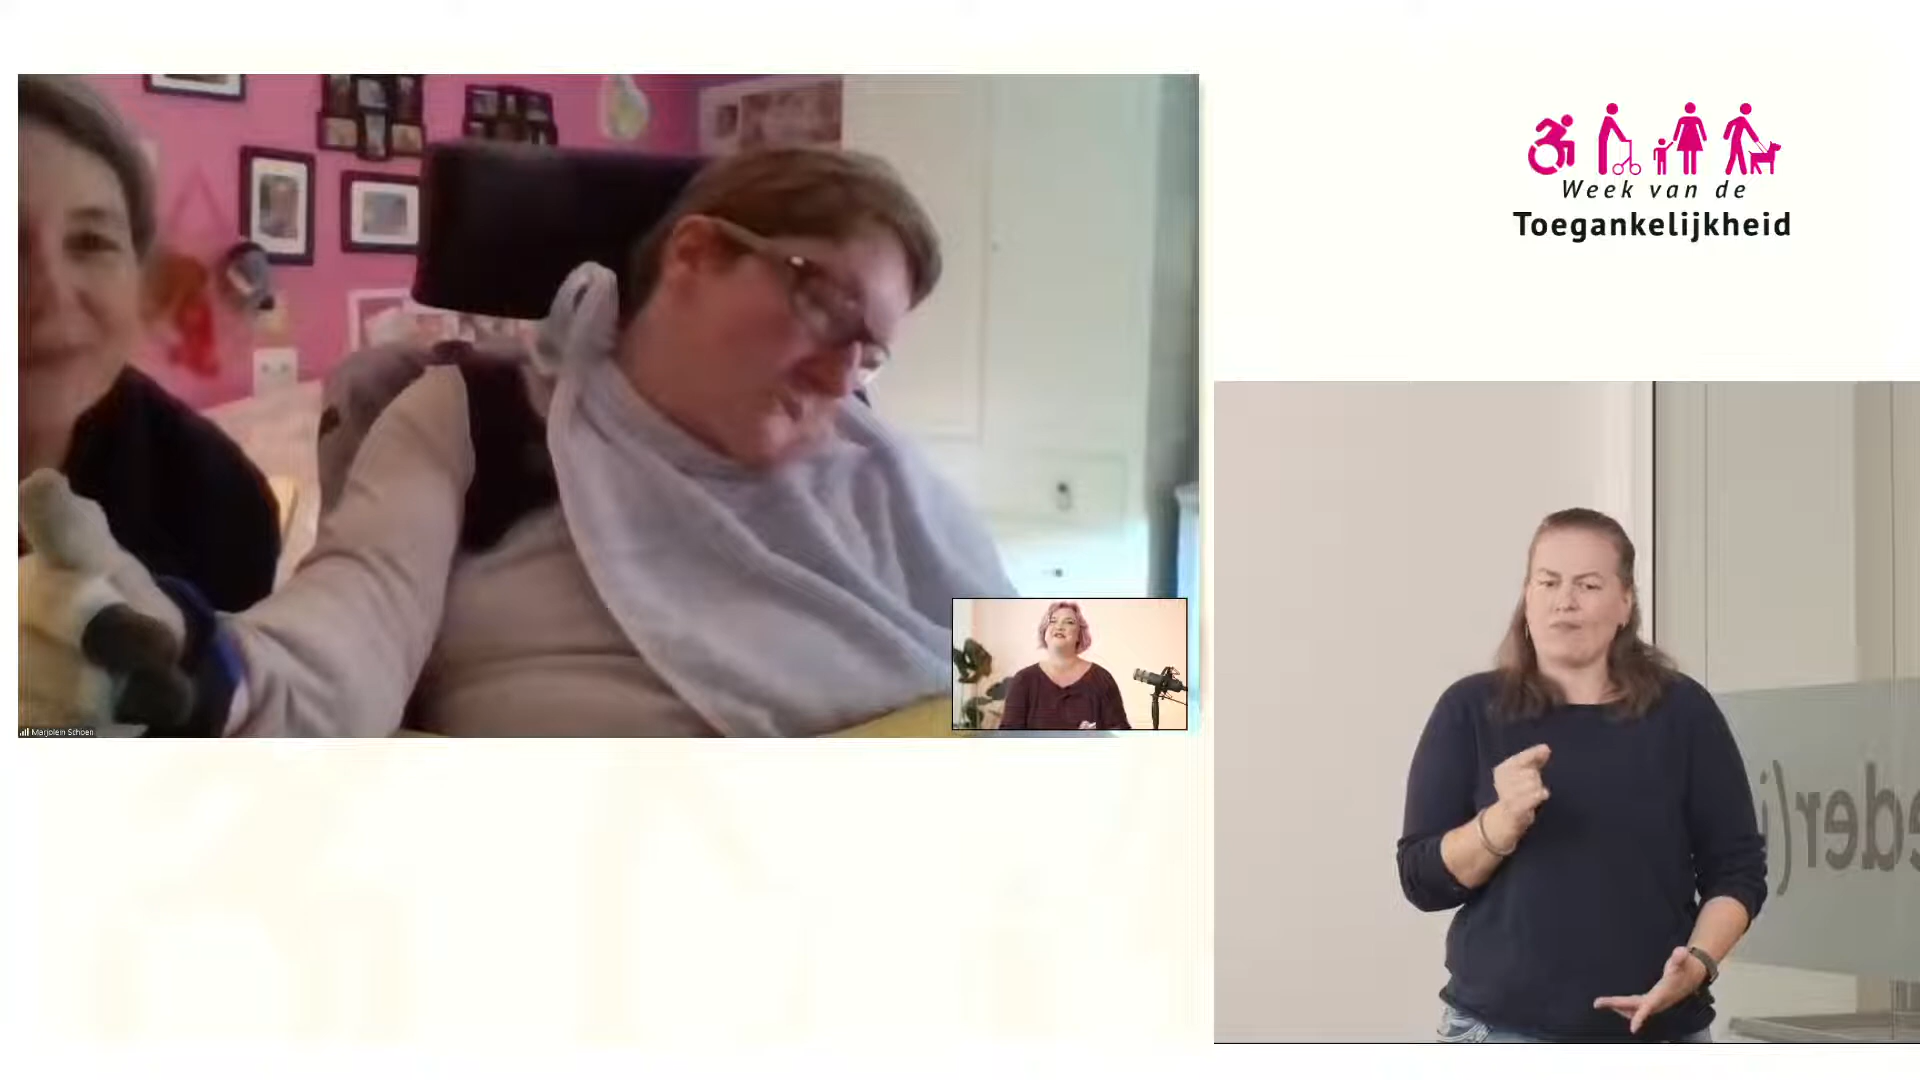 Week van de
Toegankelijkheid
Marjolein Schoen